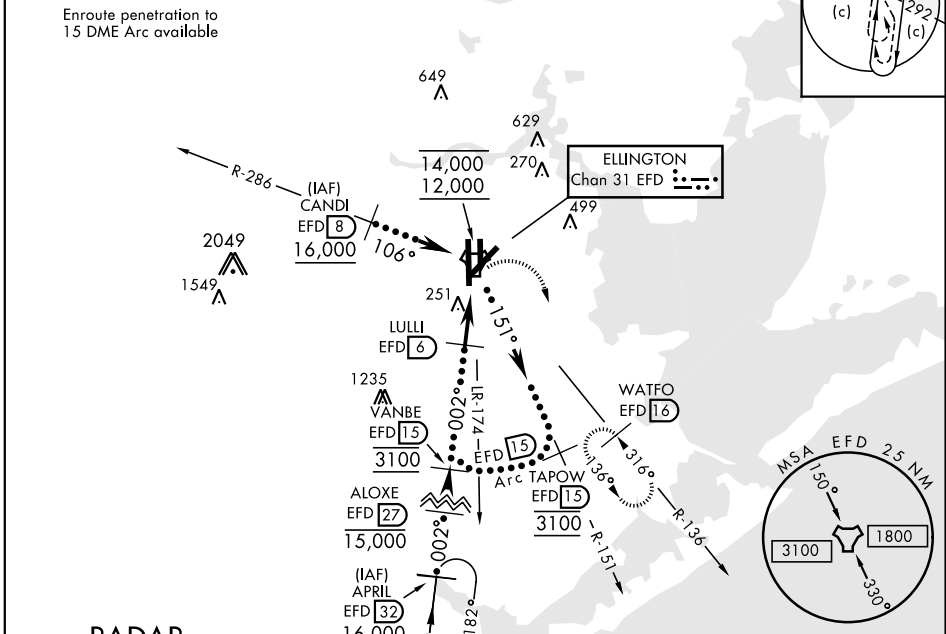 Enroute penetration to
15 DME Arc available
(c)
292
(c)
649
629
270
14,000
12,000
ELLINGTON
Chan 31 EFD
499
R-286
(IAF)
CANDI
EFD 8
16,000
106°
2049
1549
251
151°
LULLI
EFD 6
1235
002°
LR-174
VANBE
EFD 15
3100
EFD 15
Arc
WATFO
EFD 16
316°
136°
TAPOW
EFD 15
3100
R-151
R-136
ALOXE
EFD 27
15,000
002°
(IAF)
APRIL
EFD 32
16,000
182°
MSA EFD 25 NM
150°
3100
1800
330°
RADAR